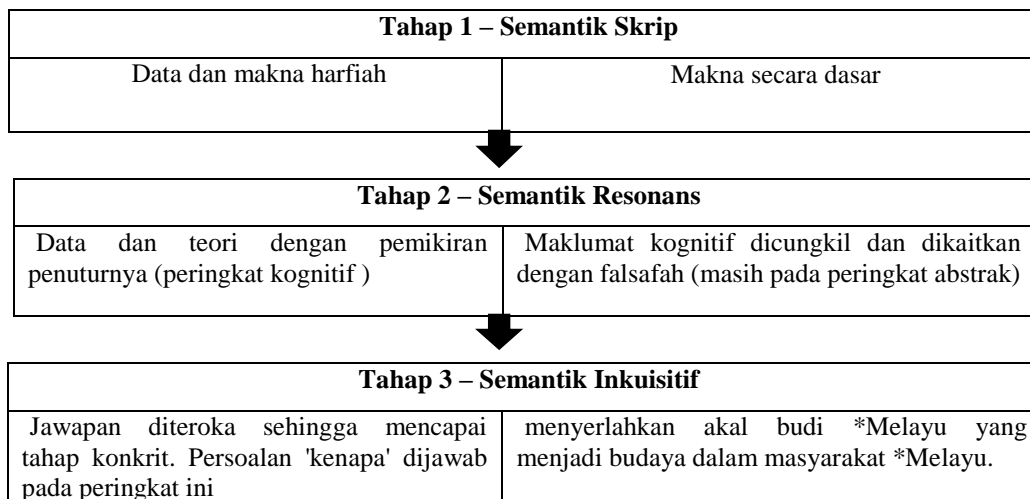 Tahap 1 – Semantik Skrip
Data dan makna harfiah
Makna secara dasar
Tahap 2 – Semantik Resonans
Data dan teori dengan pemikiran
penuturnya (peringkat kognitif )
Maklumat kognitif dicungkil dan dikaitkan
dengan falsafah (masih pada peringkat abstrak)
Tahap 3 – Semantik Inkuisitif
Jawapan diteroka sehingga mencapai
tahap konkrit. Persoalan 'kenapa' dijawab
pada peringkat ini
menyerlahkan akal budi *Melayu yang
menjadi budaya dalam masyarakat *Melayu.